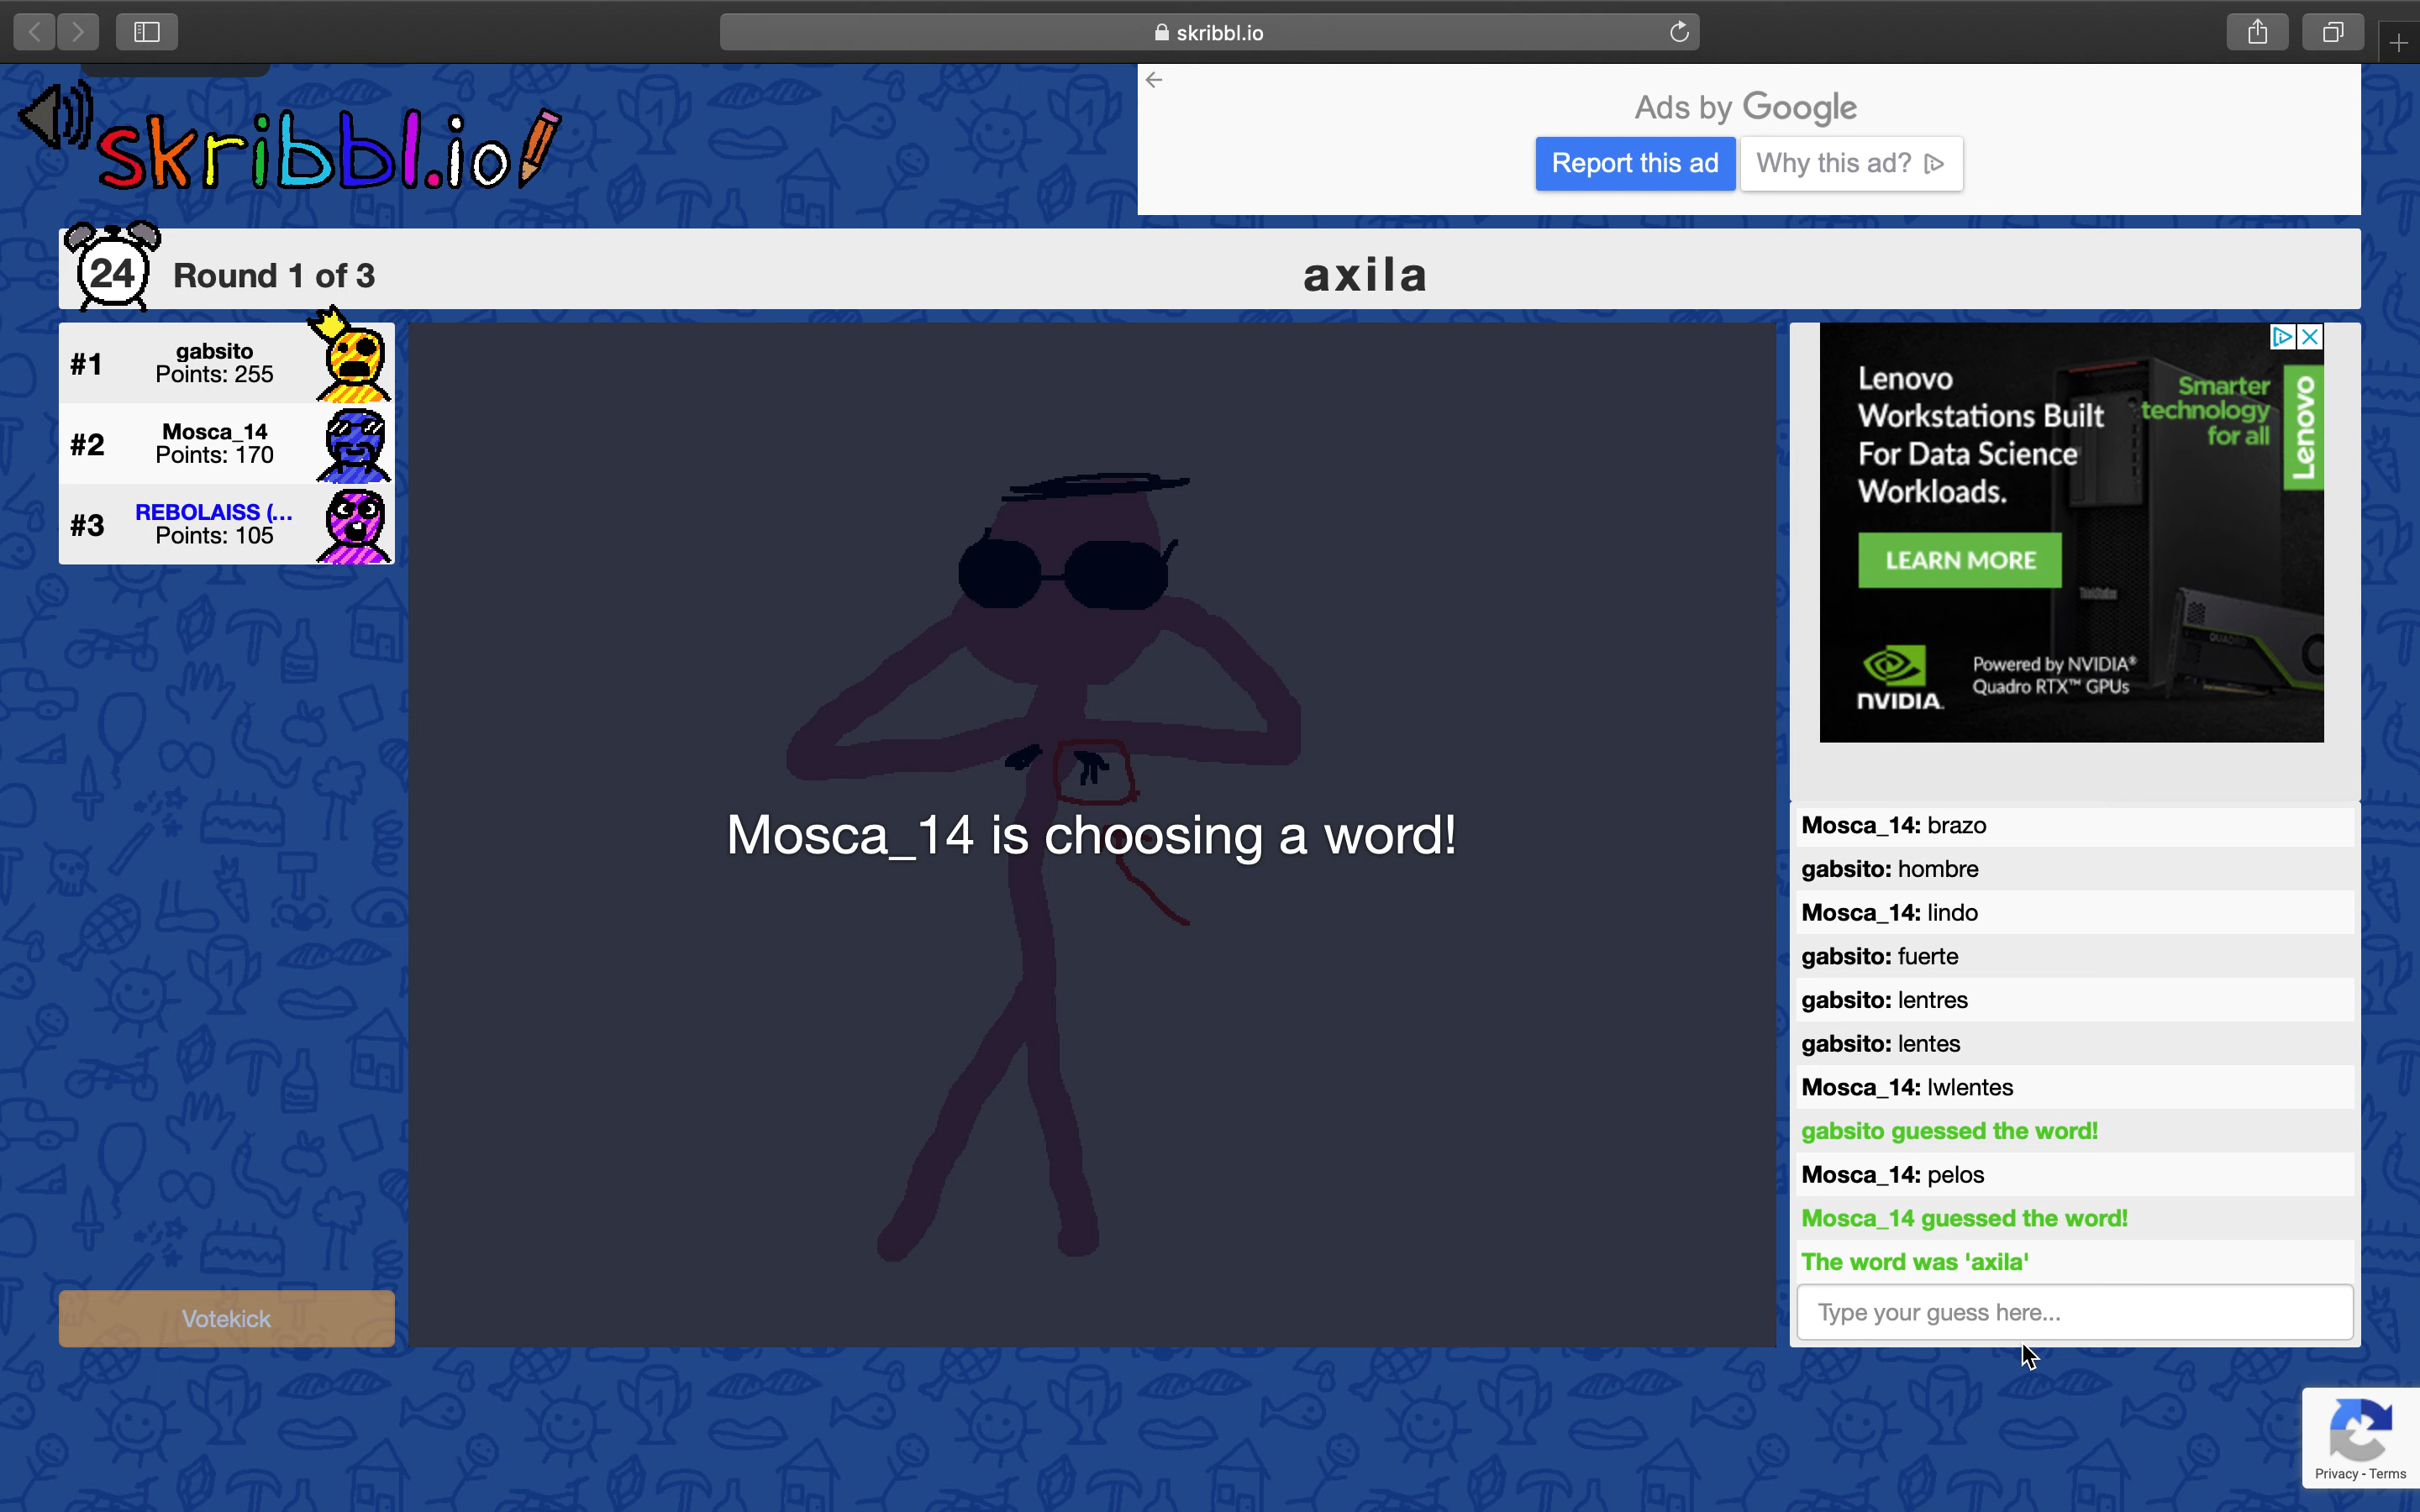 skribbl.io
skribbl.io
Ads by Google
Report this ad
Why this ad?
24
Round 1 of 3
axila
#1
gabsito
Points: 255
#2
Mosca_14
Points: 170
#3
REBOLAISS (...
Points: 105
Mosca_14 is choosing a word!
Lenovo
Workstations Built
For Data Science
Workloads.
Smarter
technology
for all
Lenovo
LEARN MORE
NVIDIA.
Powered by NVIDIA®
Quadro RTX™ GPUs
Mosca_14: brazo
gabsito: hombre
Mosca_14: lindo
gabsito: fuerte
gabsito: lentres
gabsito: lentes
Mosca_14: lwlentes
gabsito guessed the word!
Mosca_14: pelos
Mosca_14 guessed the word!
The word was 'axila'
Type your guess here...
Votekick
Privacy - Terms